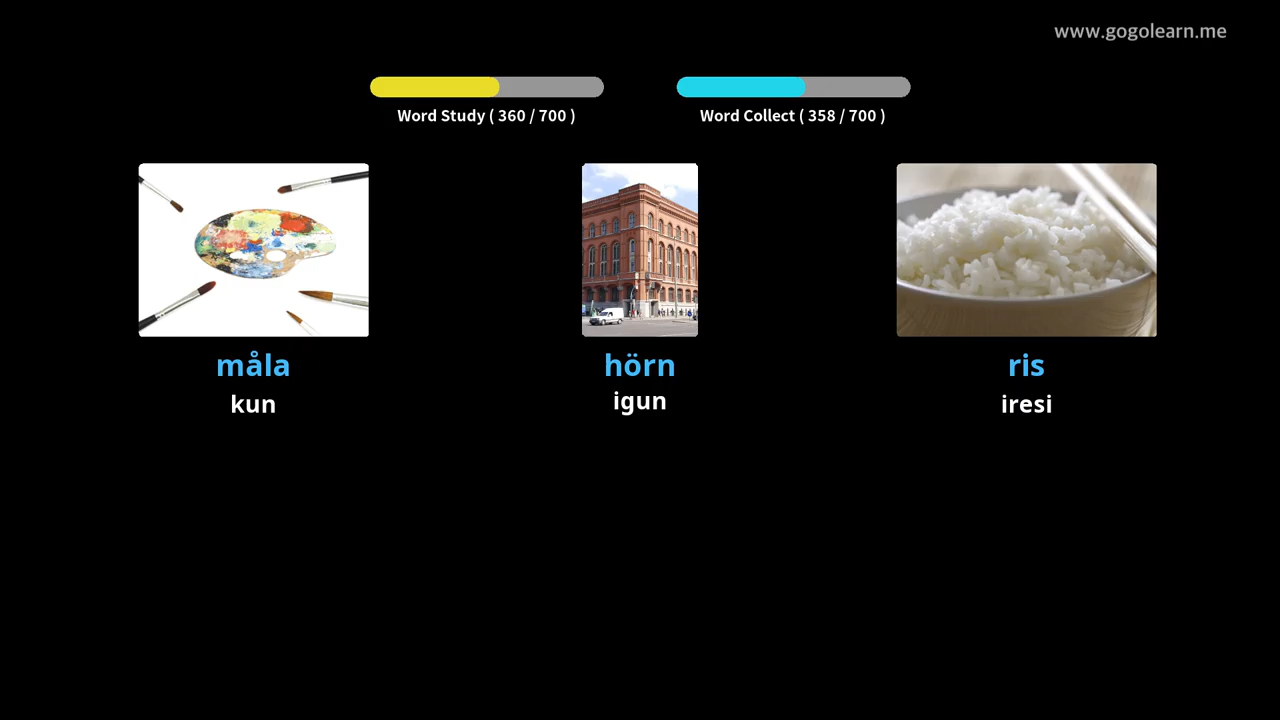 www.gogolearn.me
Word Study ( 360 / 700 )
Word Collect ( 358 / 700 )
måla
hörn
ris
kun
igun
iresi